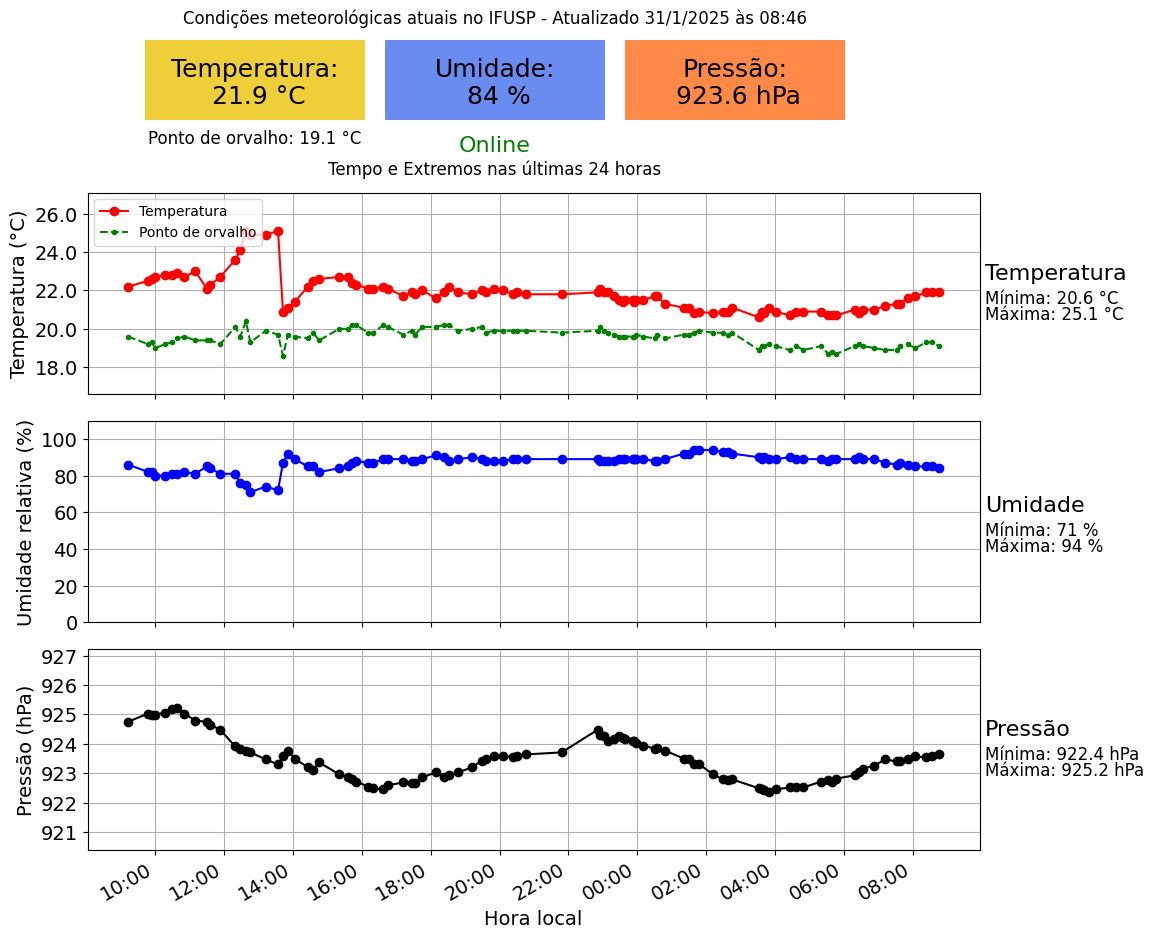 Condições meteorológicas atuais no IFUSP - Atualizado 31/1/2025 às 08:46
Temperatura:
21.9 °C
Umidade:
84 %
Pressão:
923.6 hPa
Ponto de orvalho: 19.1 °C
Online
Tempo e Extremos nas últimas 24 horas
Temperatura (°C)
26.0
24.0
22.0
20.0
18.0
Temperatura
Ponto de orvalho
Temperatura
Mínima: 20.6 °C
Máxima: 25.1 °C
Umidade relativa (%)
100
80
60
40
20
0
Umidade
Mínima: 71 %
Máxima: 94 %
Pressão (hPa)
927
926
925
924
923
922
921
Pressão
Mínima: 922.4 hPa
Máxima: 925.2 hPa
10:00 12:00 14:00 16:00 18:00 20:00 22:00 00:00 02:00 04:00 06:00 08:00
Hora local